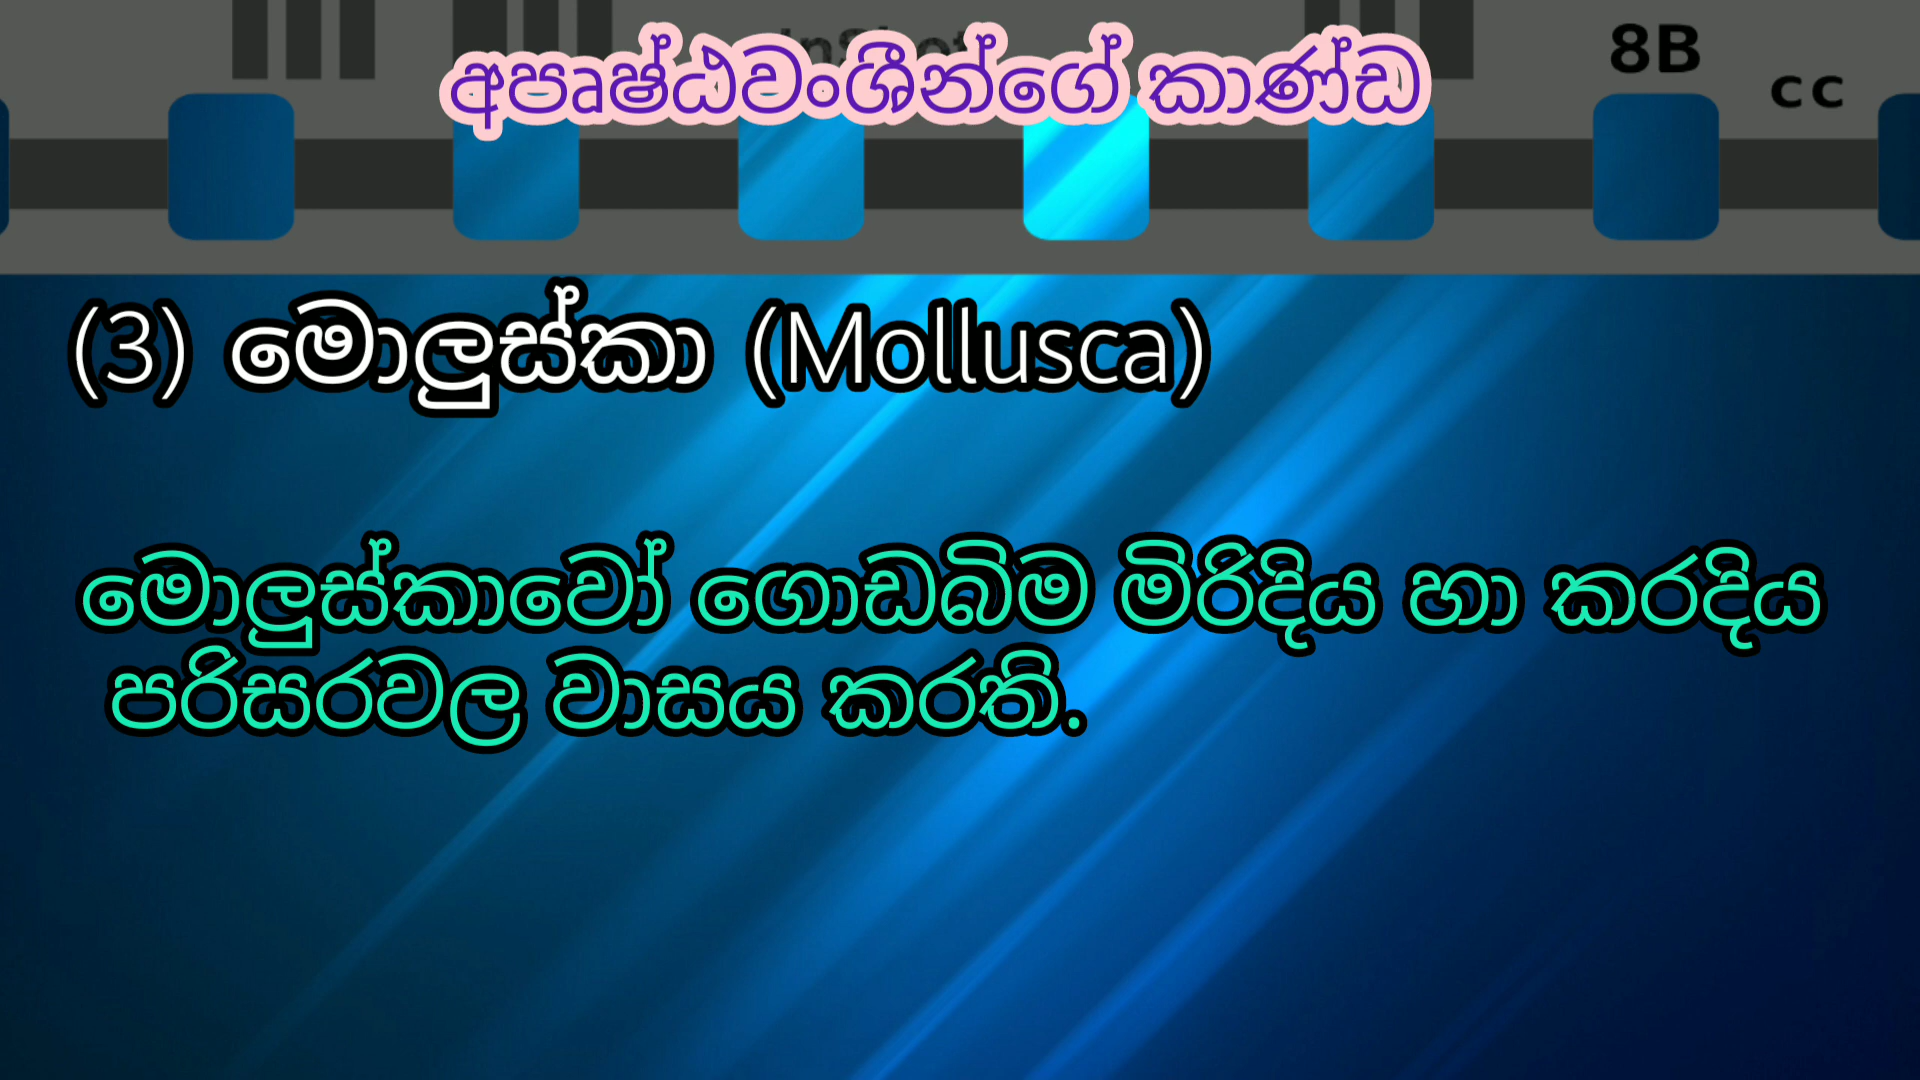 අපෘෂ්ඨවංශීන්ගේ කාණ්ඩ
8B
cc
(3) මොලුස්කා (Mollusca)
මොලුස්කාවෝ ගොඩබිම මිරිදිය හා කරදිය
පරිසරවල වාසය කරති.